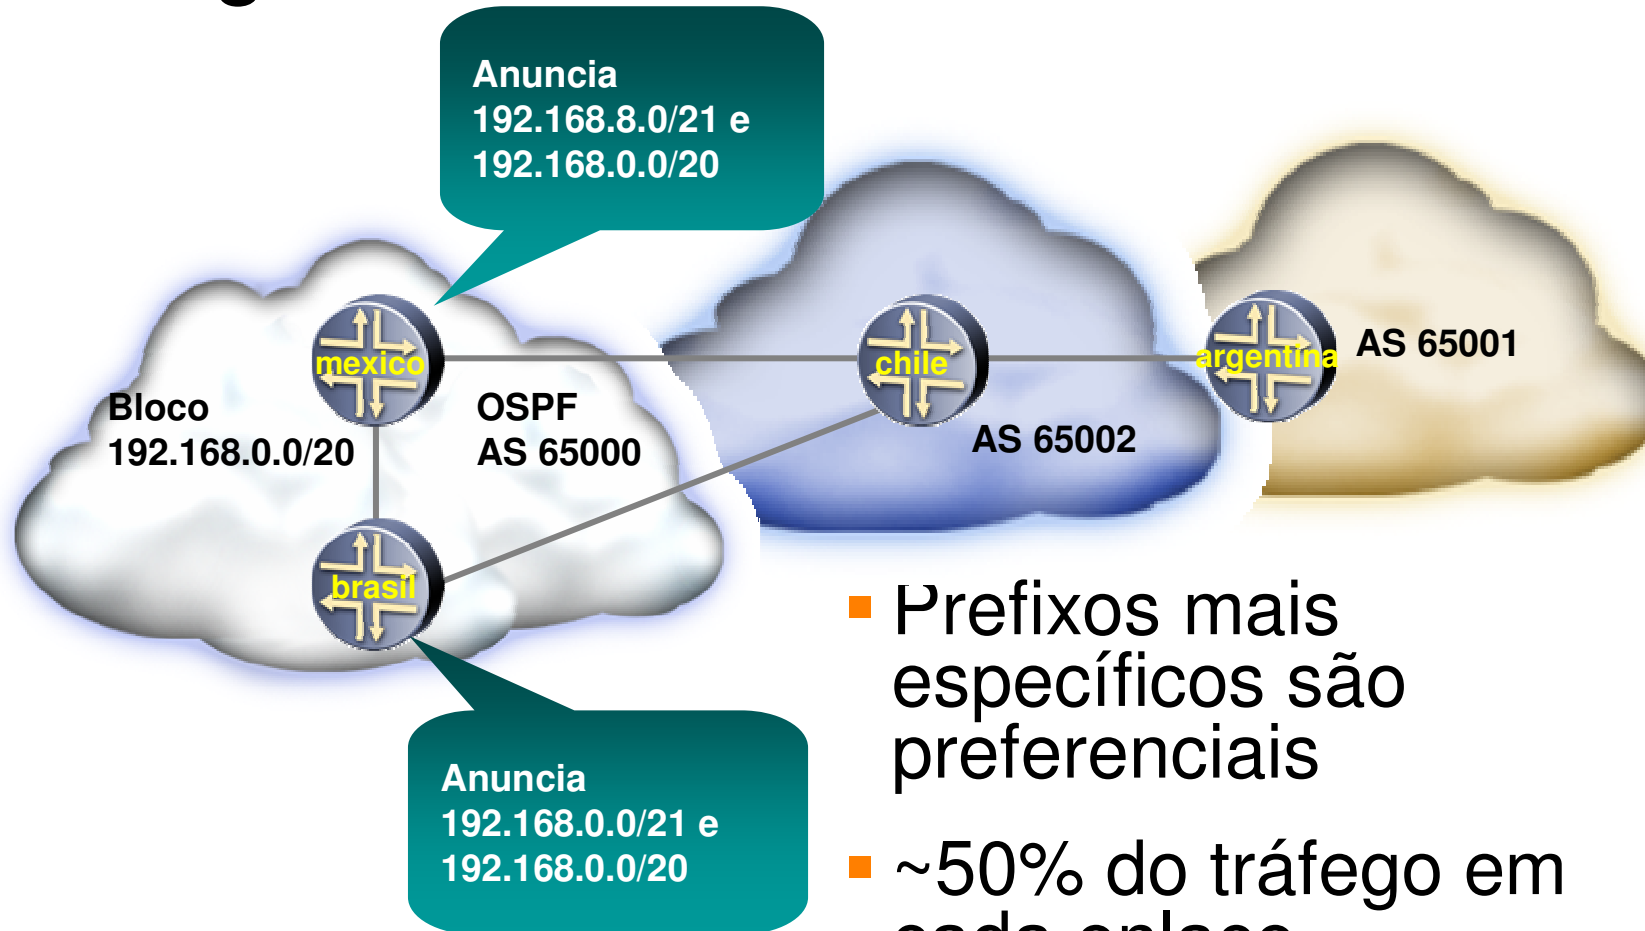 Anuncia
192.168.8.0/21 e
192.168.0.0/20
mexico
chile
argentina
AS 65001
Bloco
192.168.0.0/20
OSPF
AS 65000
AS 65002
brasil
Prefixos mais
específicos são
preferenciais
Anuncia
192.168.0.0/21 e
192.168.0.0/20
~50% do tráfego em
cada enlace